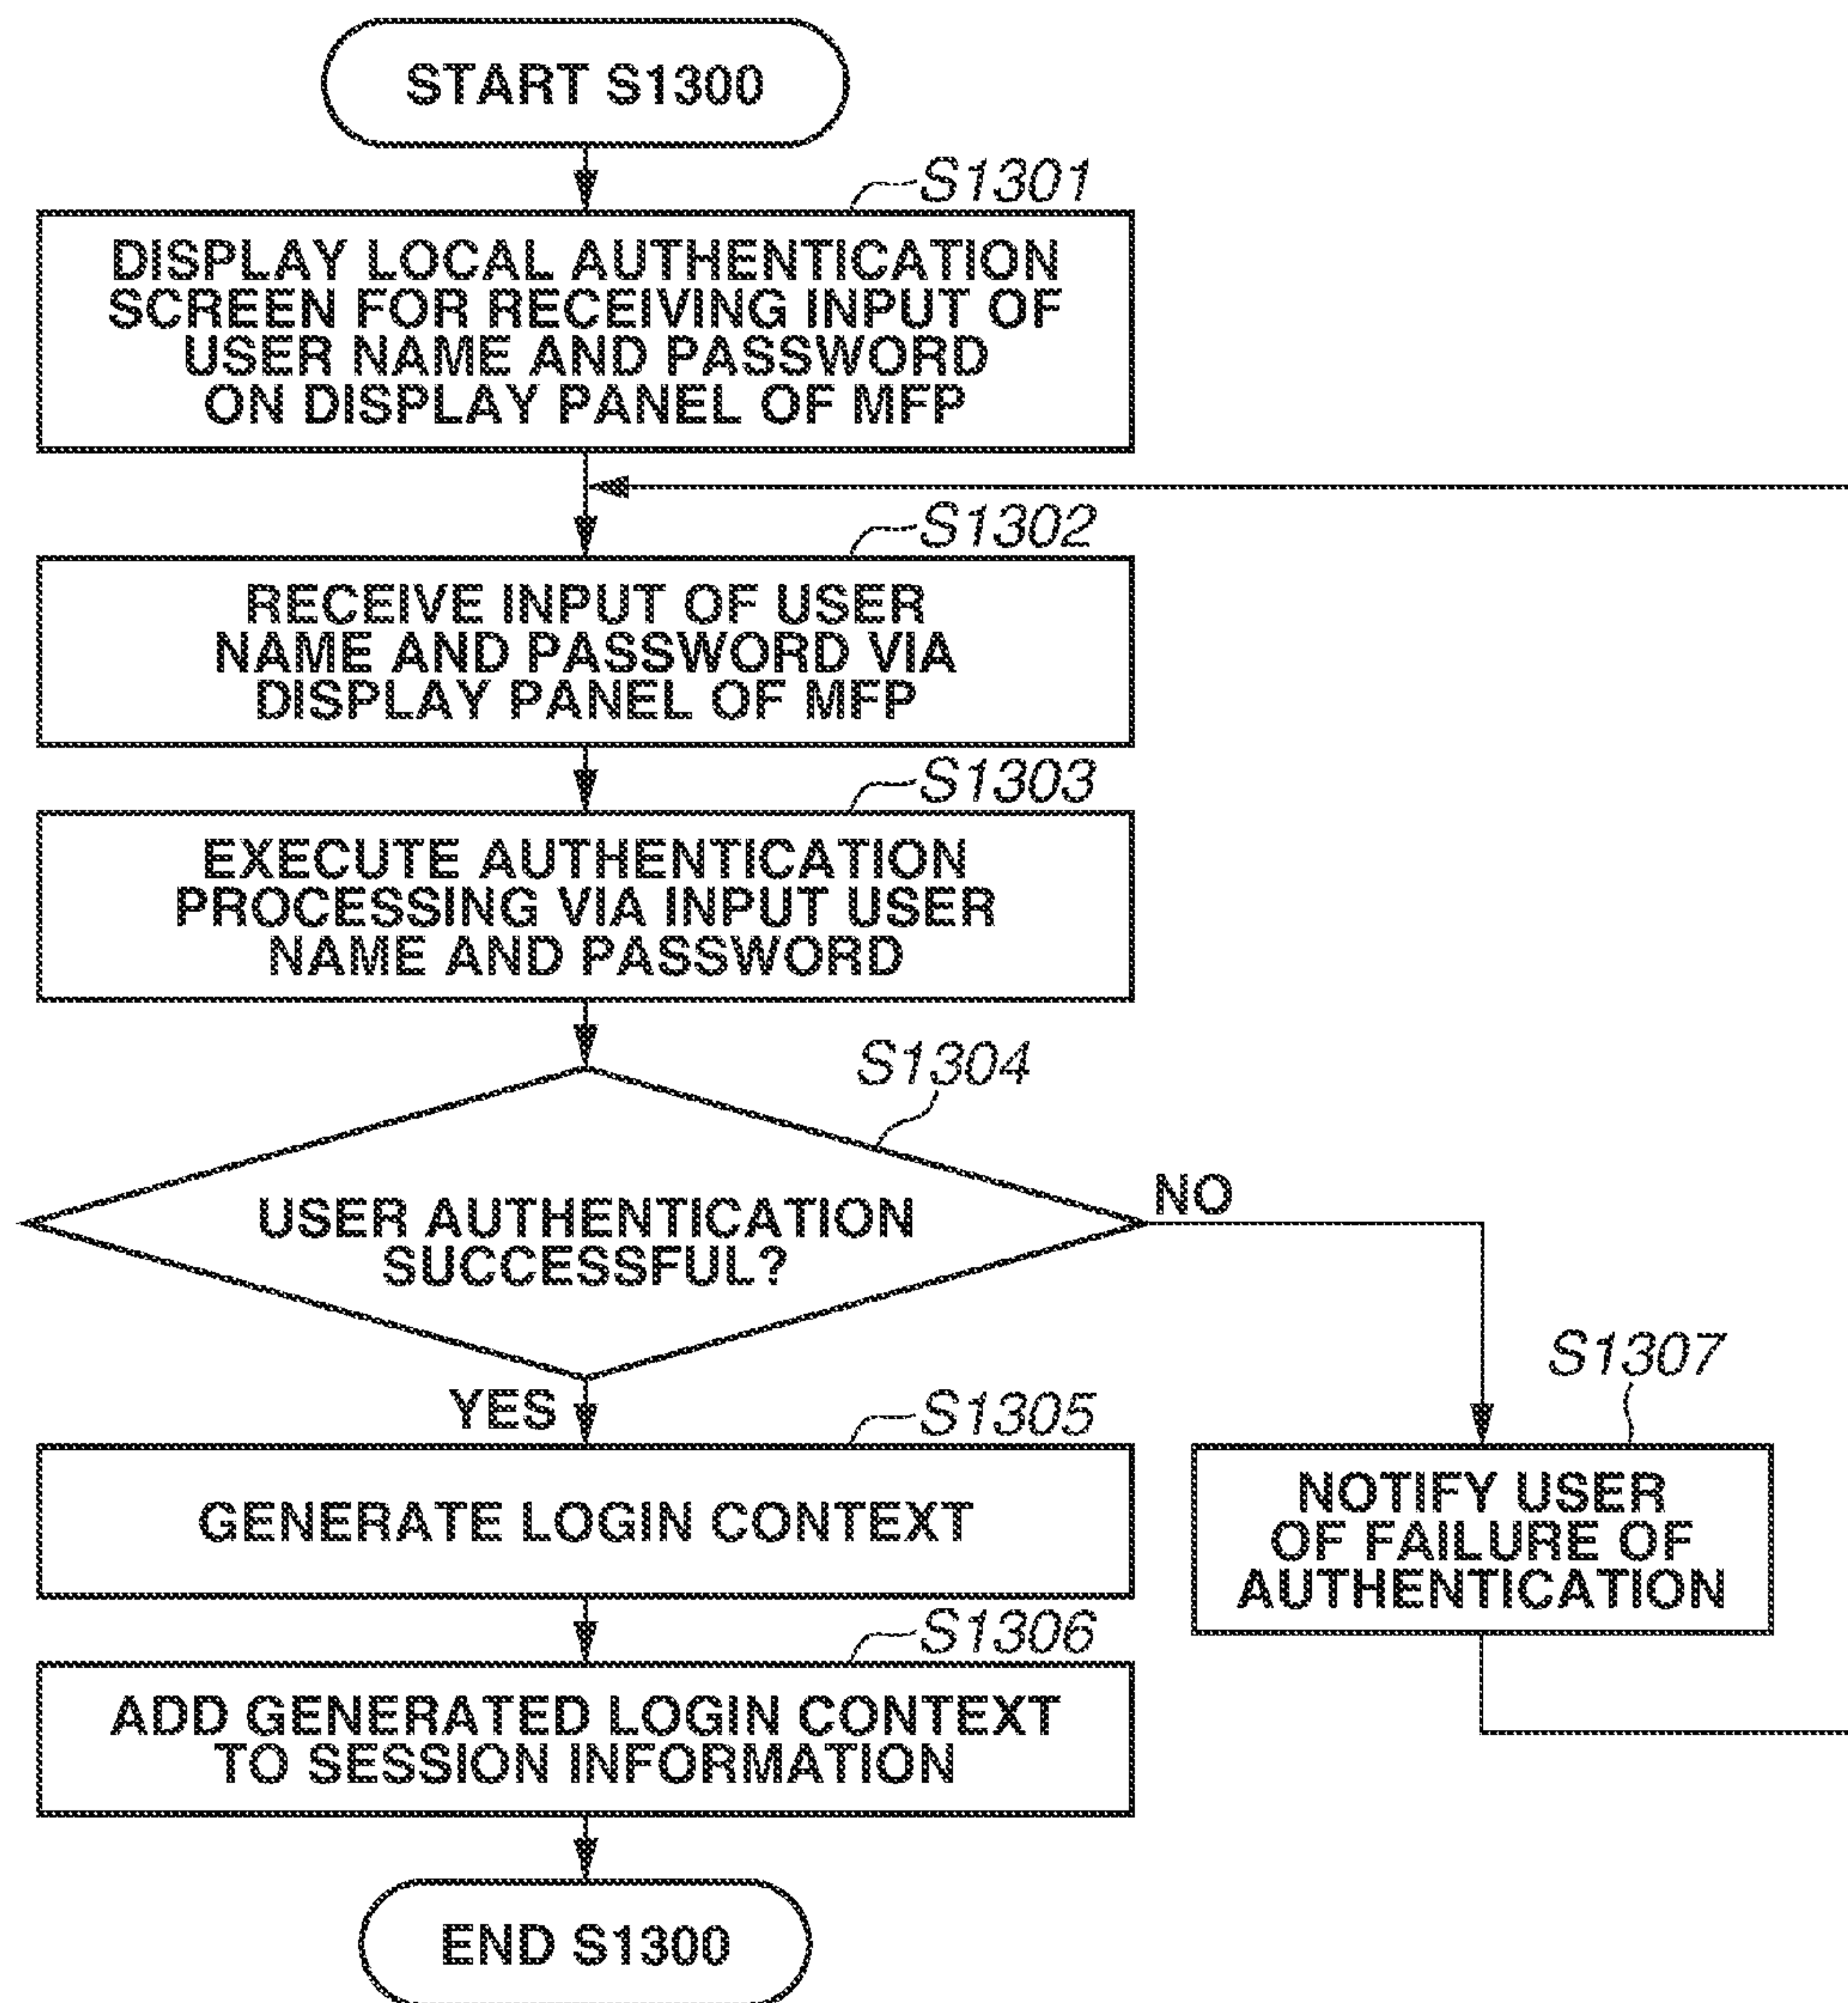 START S1300
S1301
DISPLAY LOCAL AUTHENTICATION
SCREEN FOR RECEIVING INPUT OF
USER NAME AND PASSWORD
ON DISPLAY PANEL OF MFP
S1302
RECEIVE INPUT OF USER
NAME AND PASSWORD VIA
DISPLAY PANEL OF MFP
S1303
EXECUTE AUTHENTICATION
PROCESSING VIA INPUT USER
NAME AND PASSWORD
S1304
USER AUTHENTICATION
SUCCESSFUL?
NO
YES
S1305
GENERATE LOGIN CONTEXT
S1307
NOTIFY USER
OF FAILURE OF
AUTHENTICATION
S1306
ADD GENERATED LOGIN CONTEXT
TO SESSION INFORMATION
END S1300